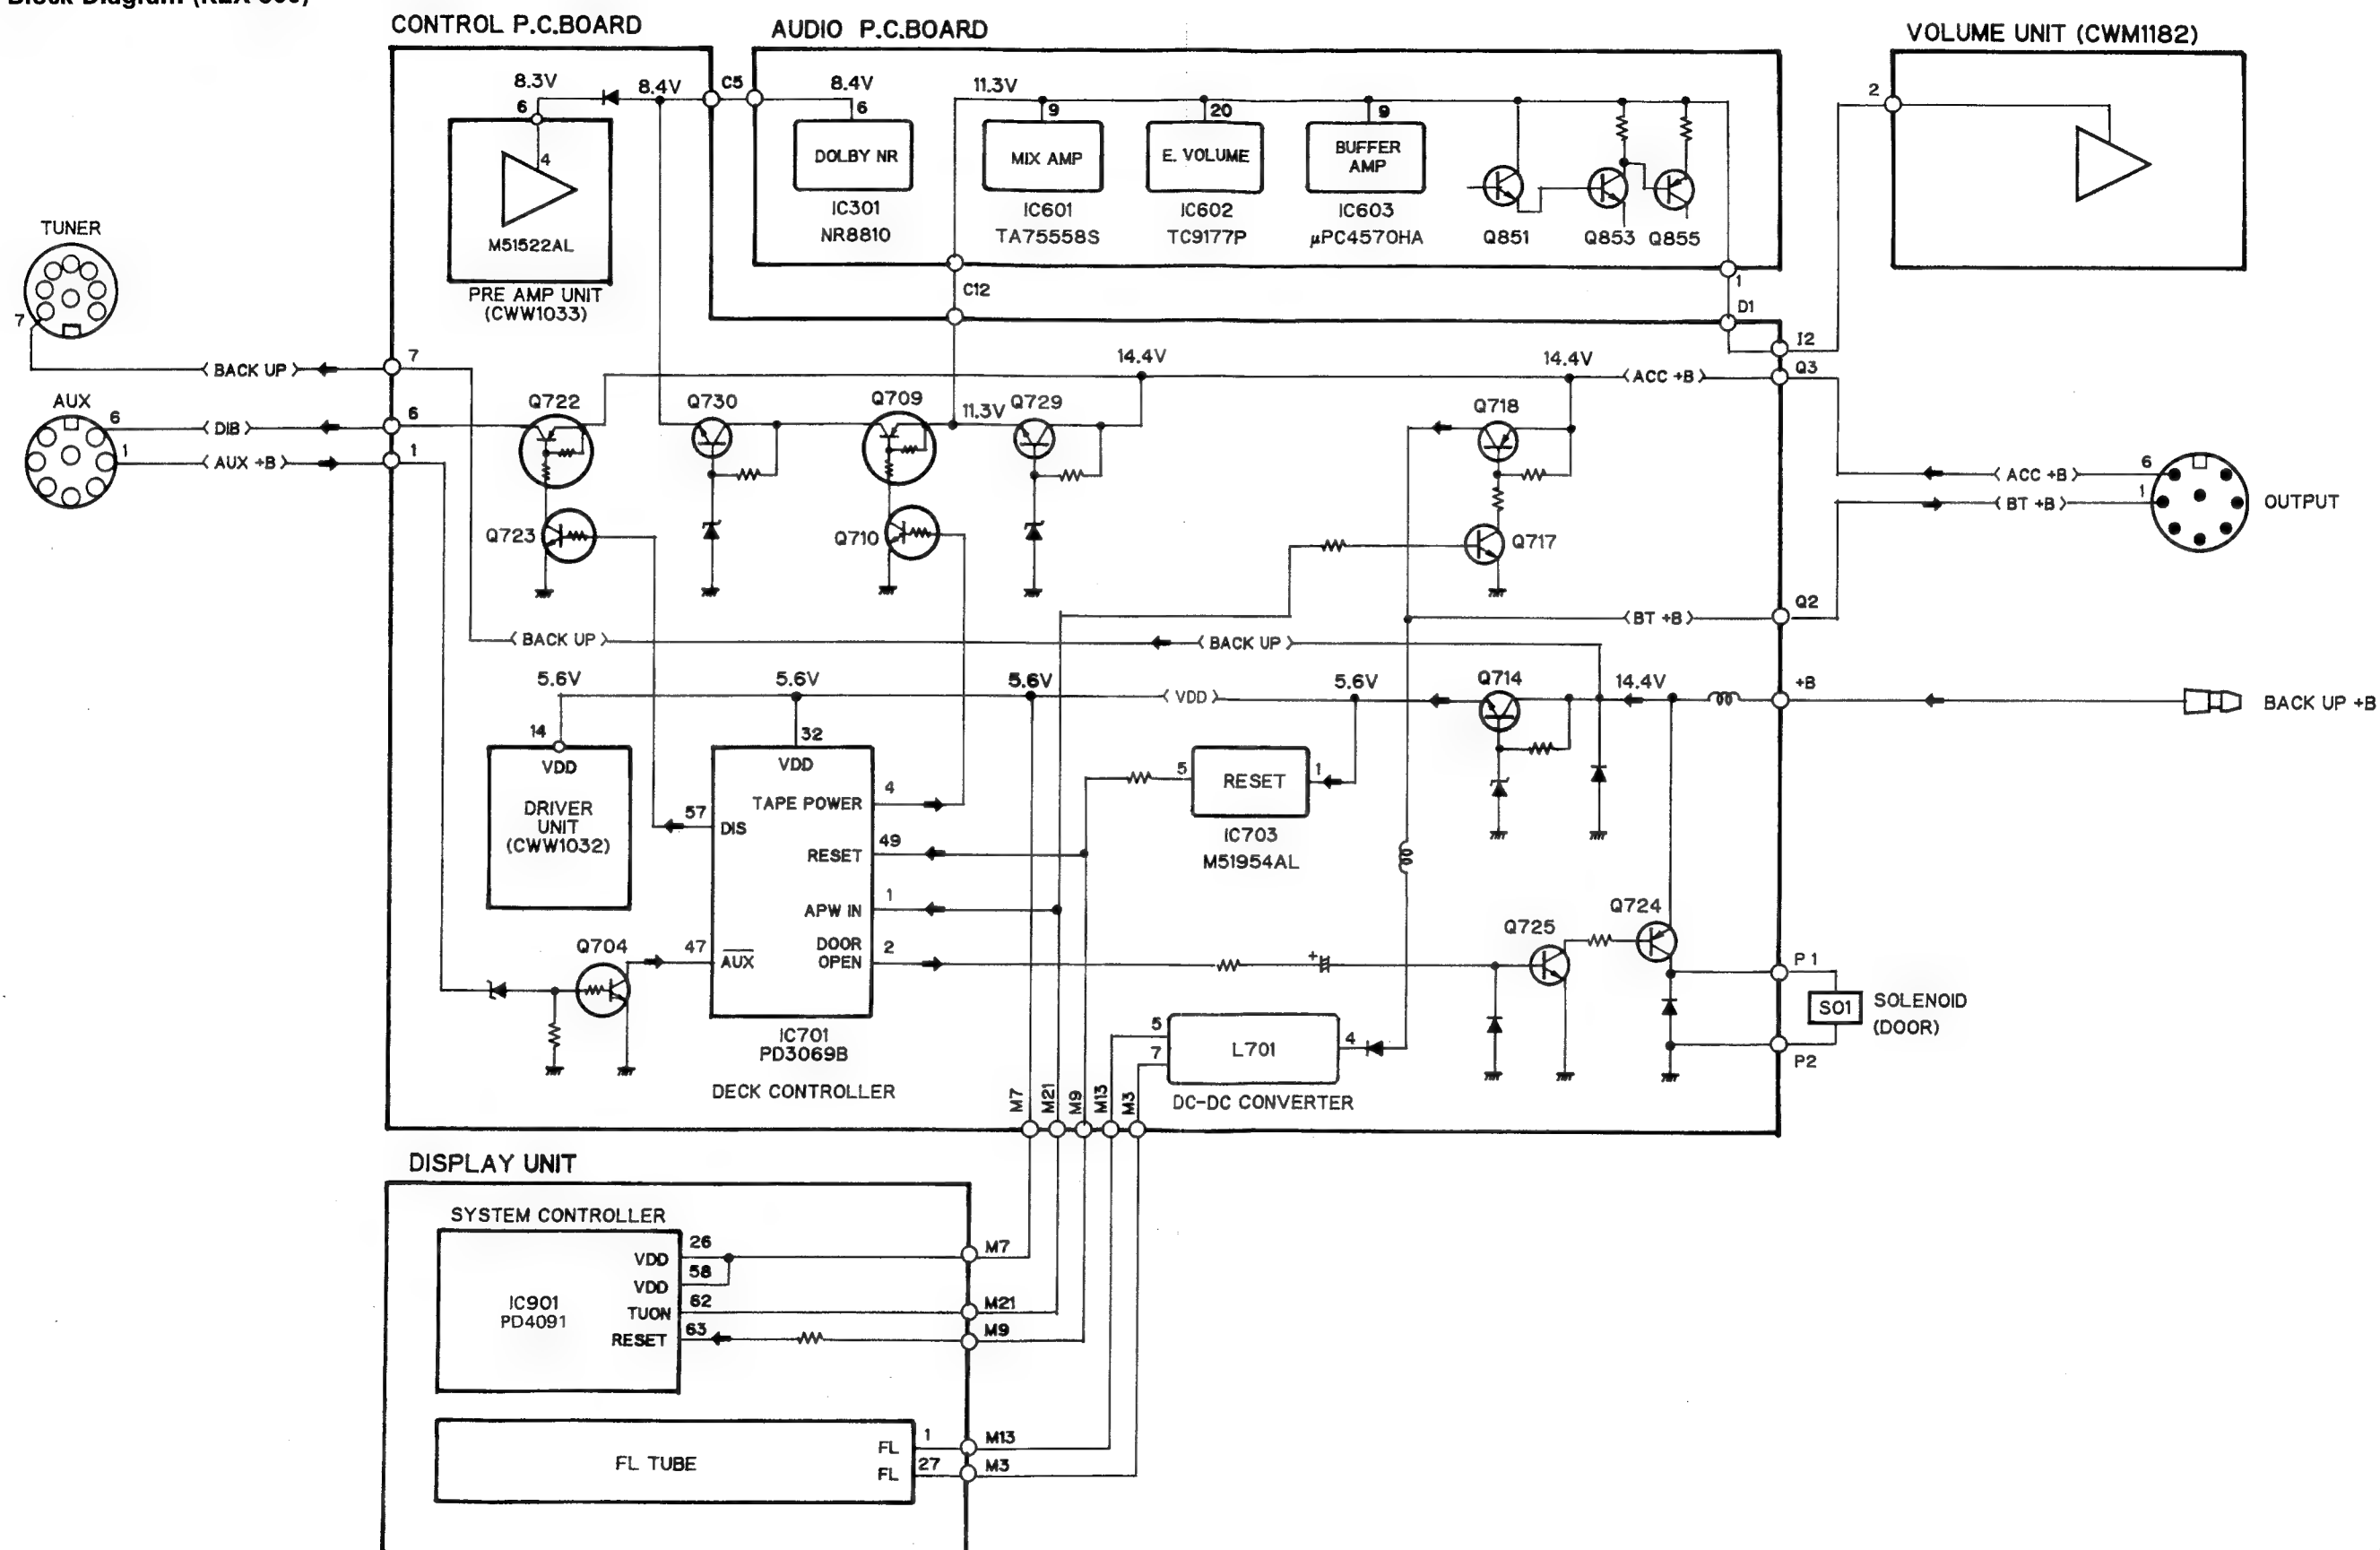 CONTROL P.C.BOARD
AUDIO P.C.BOARD
VOLUME UNIT (CWM1182)
8.3V
8.4V
C5
8.4V
11.3V
2
6
6
9
20
9
4
DOLBY NR
MIX AMP
E. VOLUME
BUFFER
AMP
M51522AL
IC301
NR8810
IC601
TA75558S
IC602
TC9177P
IC603
μPC4570HA
Q851
Q853
Q855
TUNER
7
PRE AMP UNIT
(CWW1033)
C12
1
D1
I2
BACK UP
7
14.4V
14.4V
ACC +B
Q3
AUX
6
DIB
6
1
AUX +B
1
Q722
Q730
Q709
11.3V
Q729
Q718
ACC +B
6
BT +B
1
OUTPUT
Q723
Q710
Q717
BT +B
Q2
BACK UP
BACK UP
5.6V
5.6V
5.6V
VDD
5.6V
Q714
14.4V
+B
BACK UP +B
14
VDD
DRIVER
UNIT
(CWW1032)
32
VDD
TAPE POWER
4
57
DIS
RESET
49
APW IN
1
DOOR
OPEN
2
47
AUX
Q704
IC701
PD3069B
DECK CONTROLLER
5
RESET
1
IC703
M51954AL
+
Q725
Q724
P1
S01
SOLENOID
(DOOR)
P2
5
7
L701
4
DC-DC CONVERTER
M7
M21
M9
M13
M3
DISPLAY UNIT
SYSTEM CONTROLLER
IC901
PD4091
VDD
26
VDD
58
TUON
62
RESET
63
M7
M21
M9
FL TUBE
FL
1
FL
27
M13
M3